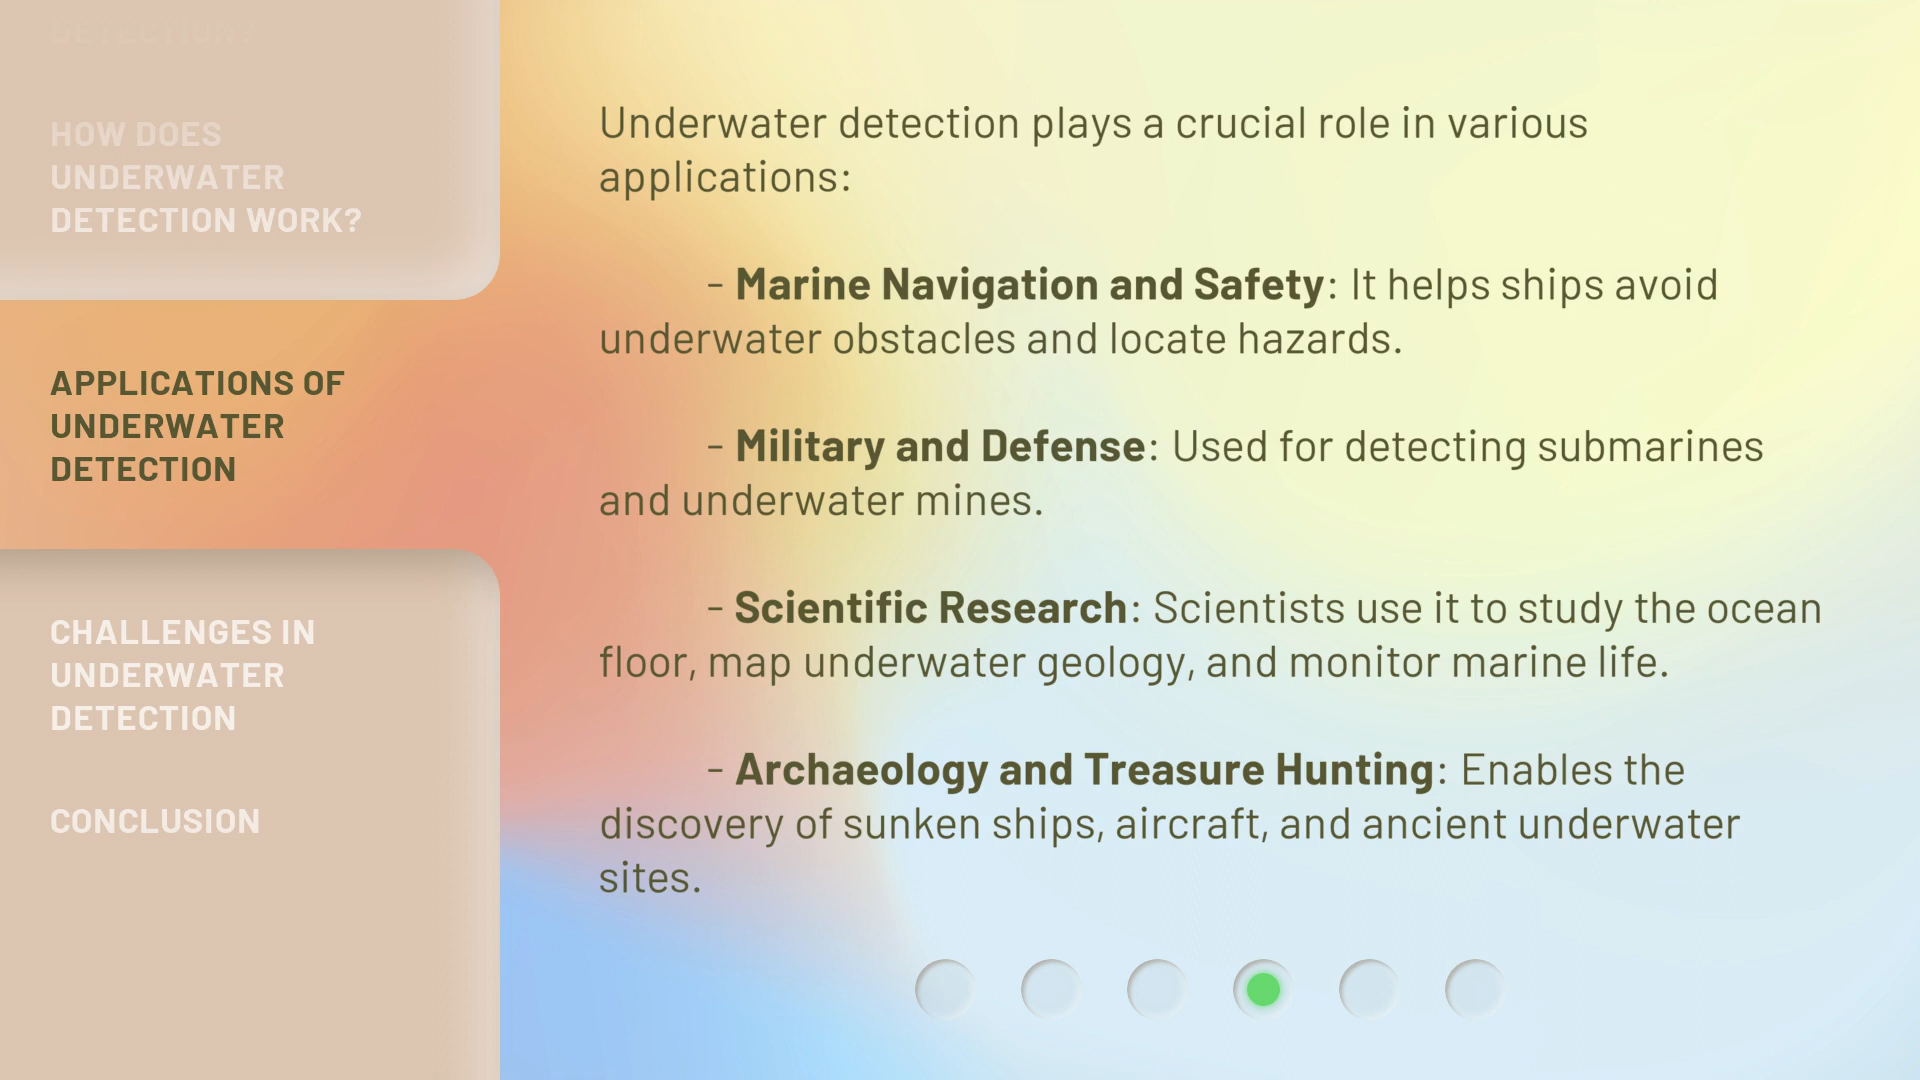 DETECTION?
HOW DOES
UNDERWATER
DETECTION WORK?
APPLICATIONS OF
UNDERWATER
DETECTION
CHALLENGES IN
UNDERWATER
DETECTION
CONCLUSION
Underwater detection plays a crucial role in various
applications:
- Marine Navigation and Safety: It helps ships avoid
underwater obstacles and locate hazards.
- Military and Defense: Used for detecting submarines
and underwater mines.
- Scientific Research: Scientists use it to study the ocean
floor, map underwater geology, and monitor marine life.
- Archaeology and Treasure Hunting: Enables the
discovery of sunken ships, aircraft, and ancient underwater
sites.